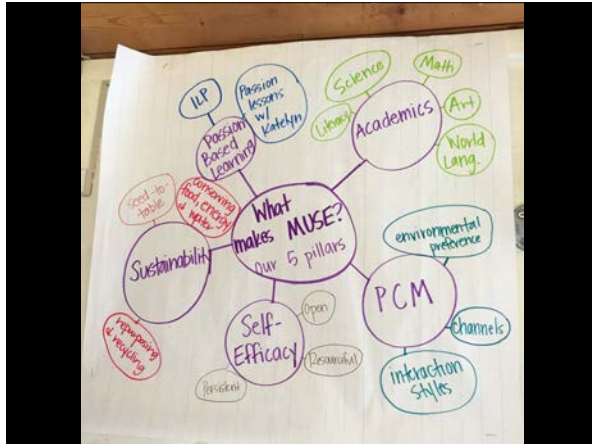 What
makes MUSE?
our 5 pillars
Passion
Based
Learning
ILP
Passion
lessons
w/
Katelyn
Academics
Literacy
Science
Math
Art
World
Lang.
PCM
environmental
preference
channels
interaction
styles
Self-
Efficacy
Open
Resourceful
Persistent
Sustainability
seed-to-
table
conserving
food, energy
& water
repurposing
& recycling